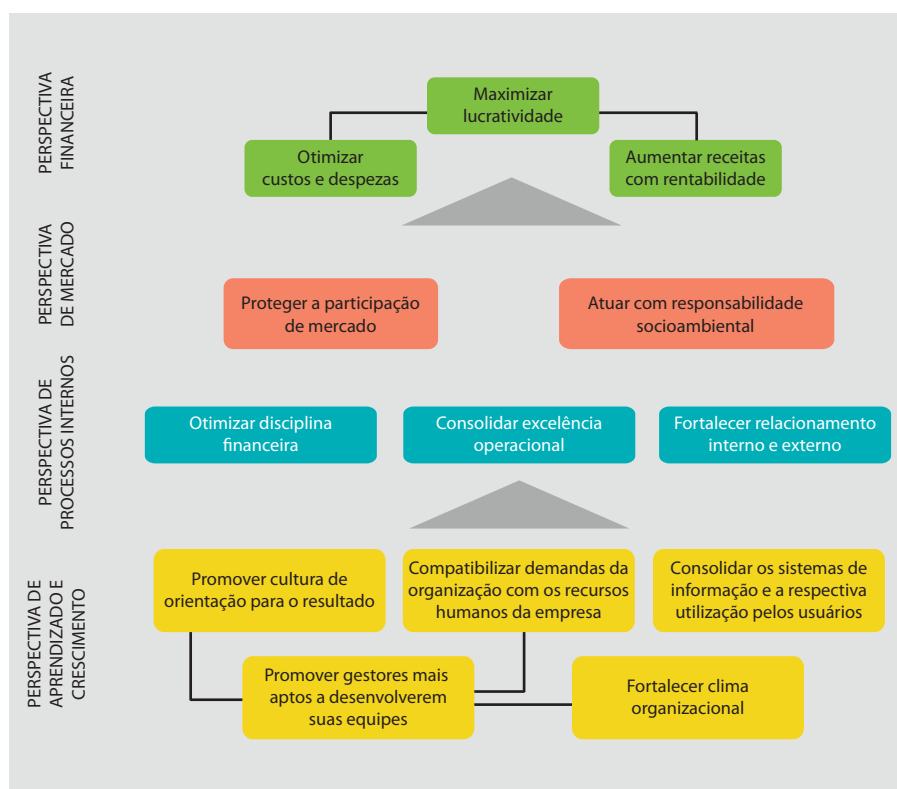 PERSPECTIVA
FINANCEIRA
Maximizar
lucratividade
Otimizar
custos e despezas
Aumentar receitas
com rentabilidade
PERSPECTIVA
DE MERCADO
Proteger a participação
de mercado
Atuar com responsabilidade
socioambiental
PERSPECTIVA DE
PROCESSOS INTERNOS
Otimizar disciplina
financeira
Consolidar excelência
operacional
Fortalecer relacionamento
interno e externo
PERSPECTIVA DE
APRENDIZADO E
CRESCIMENTO
Promover cultura de
orientação para o resultado
Compatibilizar demandas da
organização com os recursos
humanos da empresa
Consolidar os sistemas de
informação e a respectiva
utilização pelos usuários
Promover gestores mais
aptos a desenvolverem
suas equipes
Fortalecer clima
organizacional